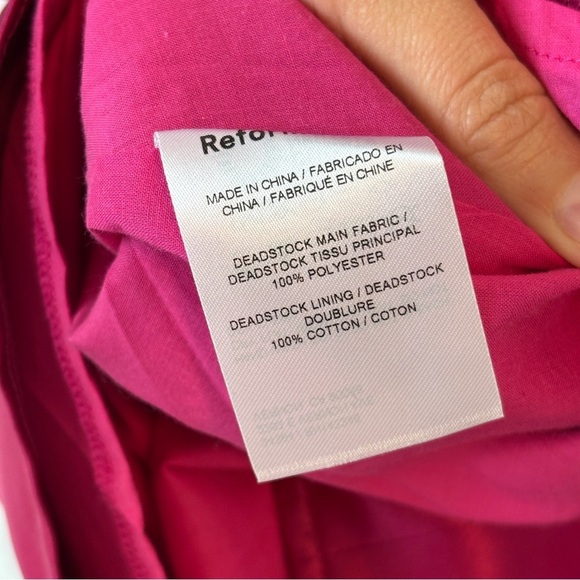 Refor
MADE IN CHINA / FABRICADO EN
CHINA / FABRIQUÉ EN CHINE
DEADSTOCK MAIN FABRIC /
DEADSTOCK TISSU PRINCIPAL
100% POLYESTER
DEADSTOCK LINING / DEADSTOCK
DOUBLURE
100% COTTON / COTON